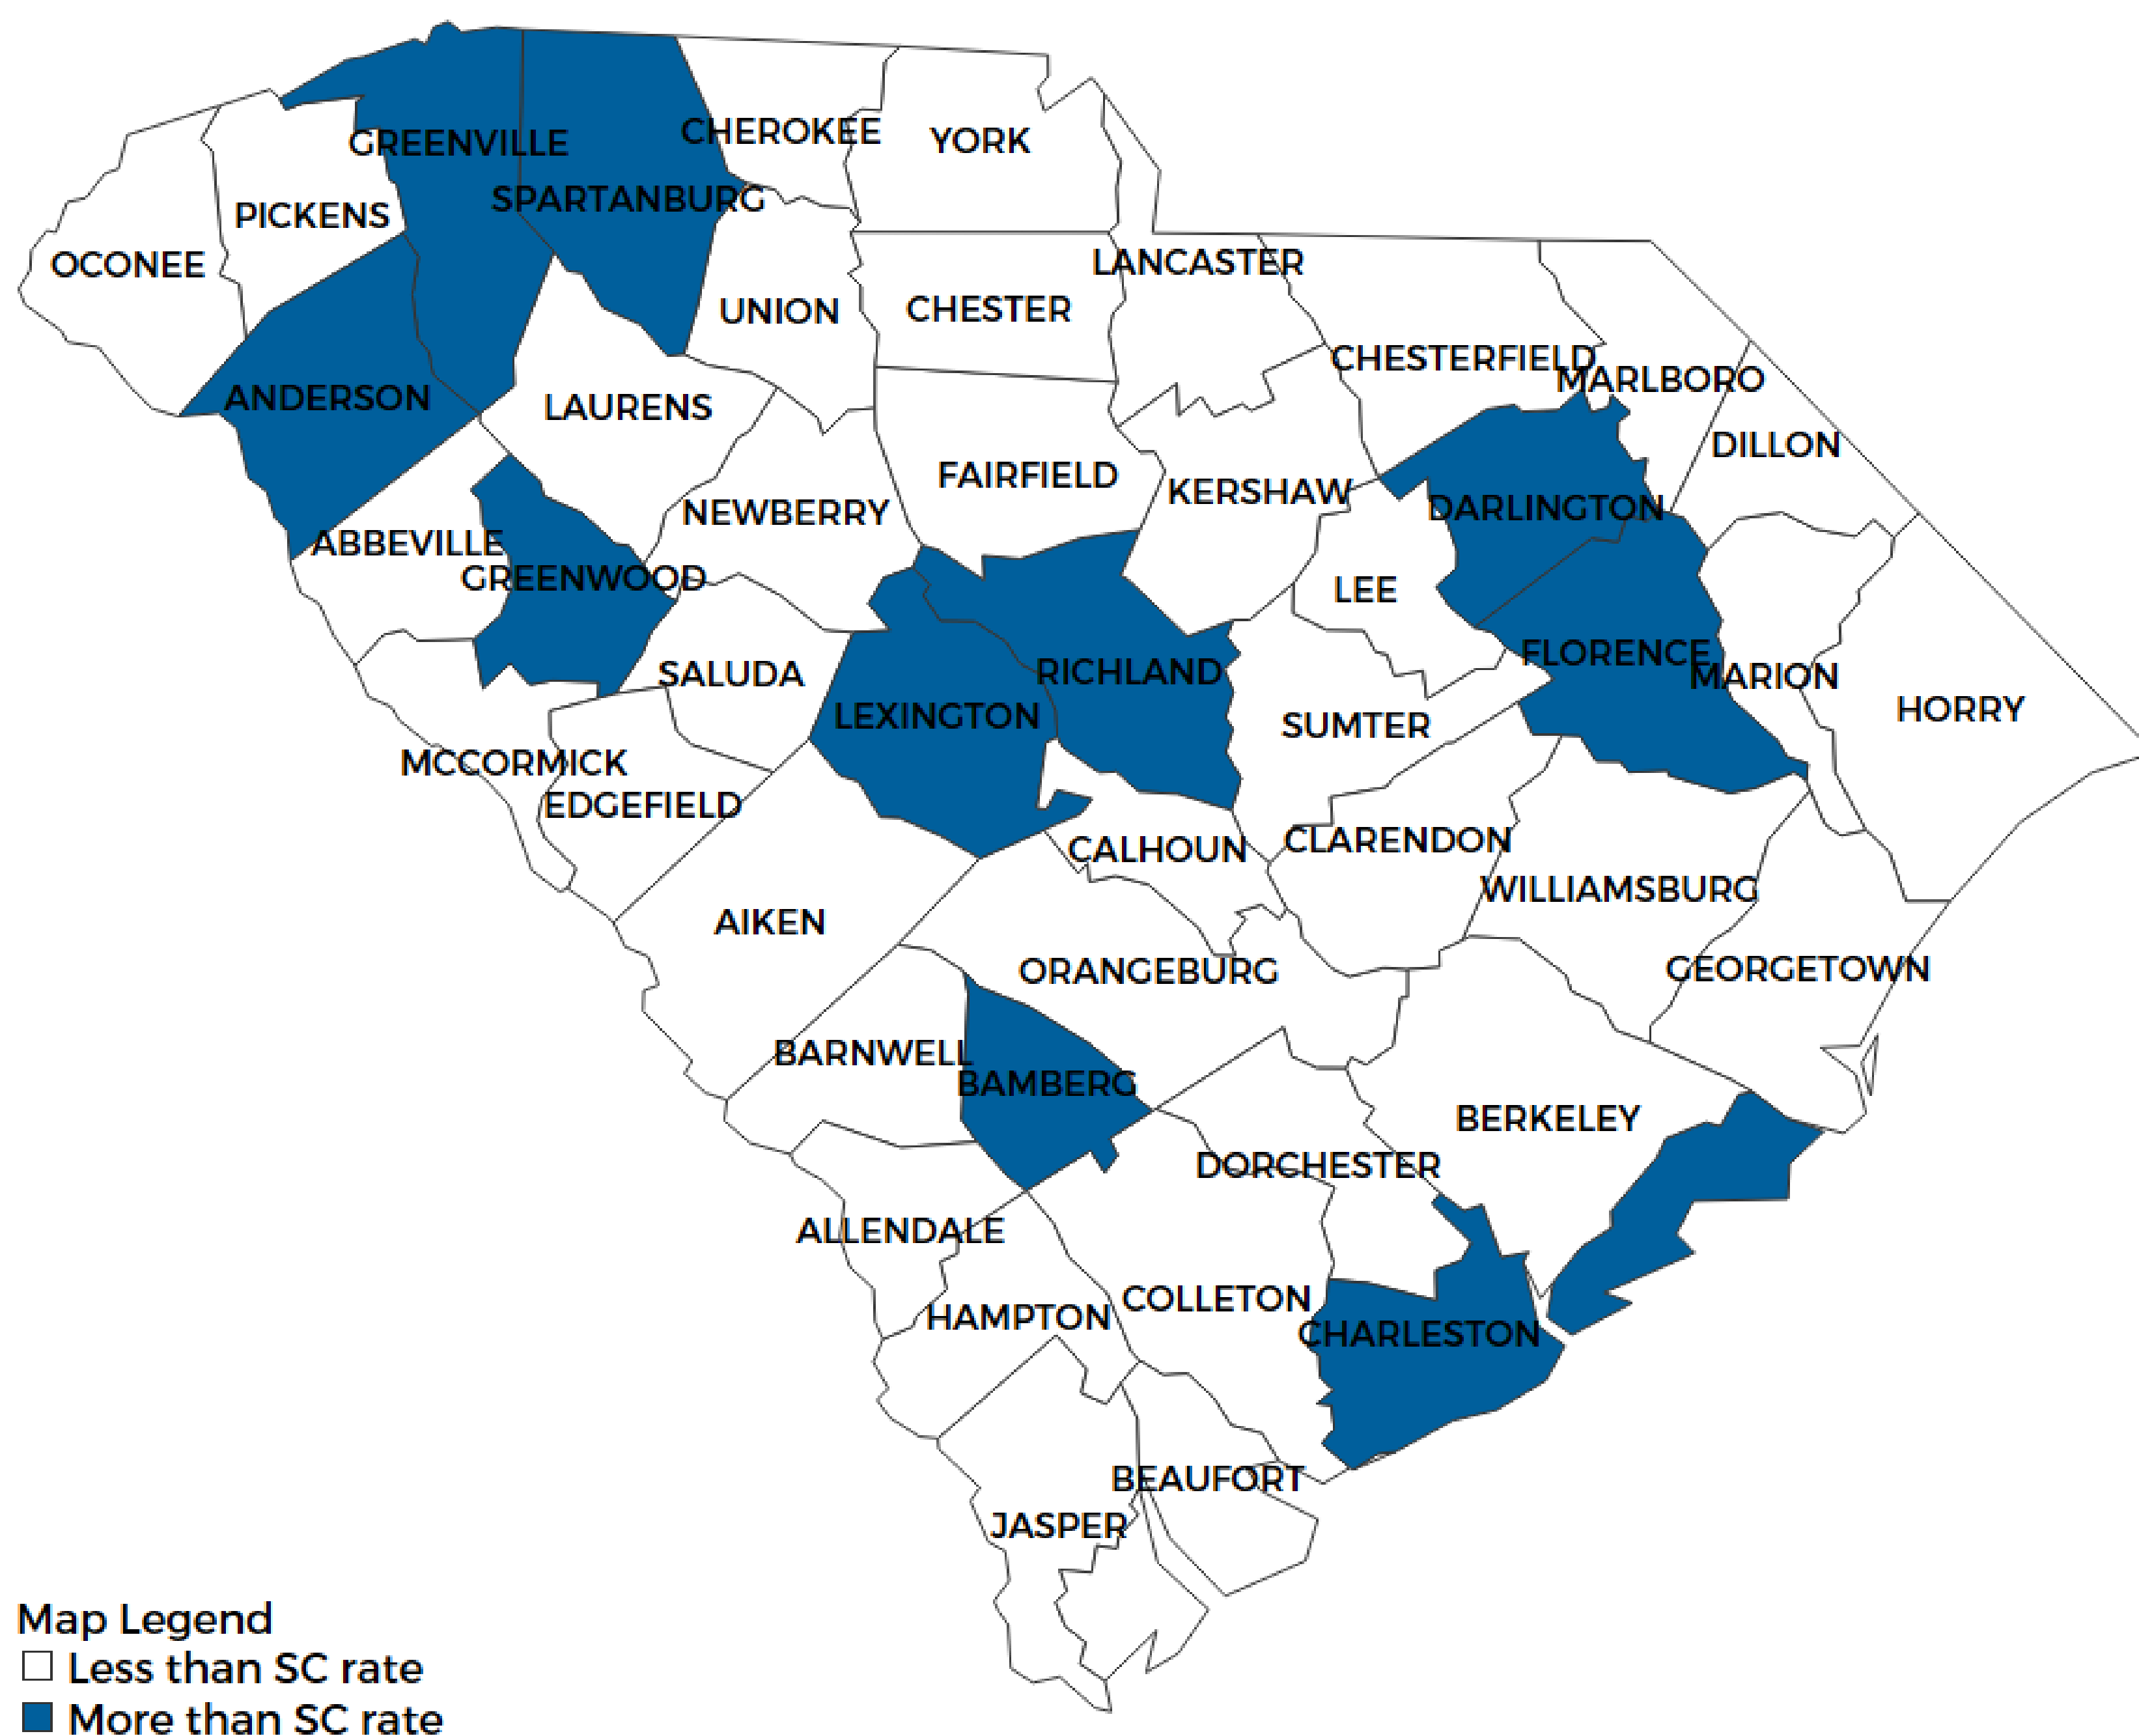 CHEROKEE
YORK
GREENVILLE
SPARTANBURG
PICKENS
OCONEE
LANCASTER
UNION
CHESTER
CHESTERFIELD
MARLBORO
ANDERSON
LAURENS
DILLON
FAIRFIELD
KERSHAW
NEWBERRY
DARLINGTON
ABBEVILLE
GREENWOOD
LEE
FLORENCE
SALUDA
RICHLAND
MARION
LEXINGTON
HORRY
SUMTER
MCCORMICK
EDGEFIELD
CALHOUN
CLARENDON
WILLIAMSBURG
AIKEN
ORANGEBURG
GEORGETOWN
BARNWELL
BAMBERG
BERKELEY
DORCHESTER
ALLENDALE
COLLETON
HAMPTON
CHARLESTON
BEAUFORT
JASPER
Map Legend
Less than SC rate
More than SC rate